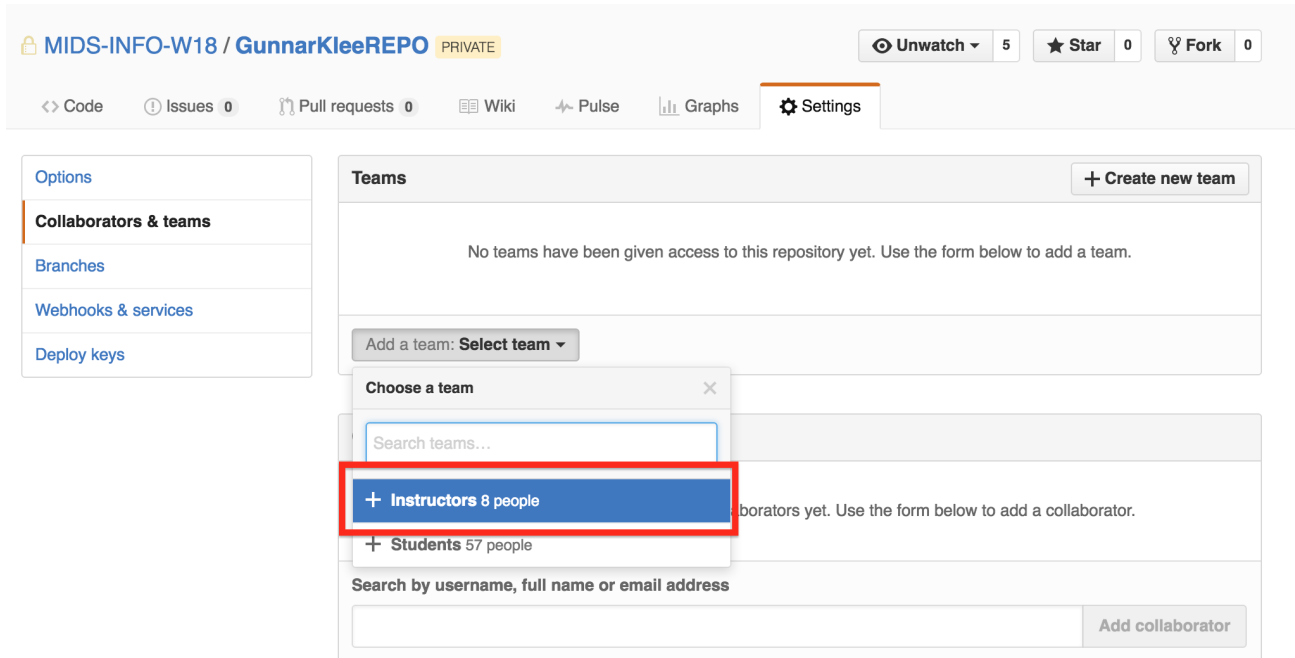 MIDS-INFO-W18 / GunnarKleeREPO PRIVATE
Unwatch 5 Star 0 Fork 0
Code Issues 0 Pull requests 0 Wiki Pulse Graphs Settings
Options
Collaborators & teams
Branches
Webhooks & services
Deploy keys
Teams
Create new team
No teams have been given access to this repository yet. Use the form below to add a team.
Add a team: Select team
Choose a team
Search teams…
Instructors 8 people
Students 57 people
borators yet. Use the form below to add a collaborator.
Search by username, full name or email address
Add collaborator